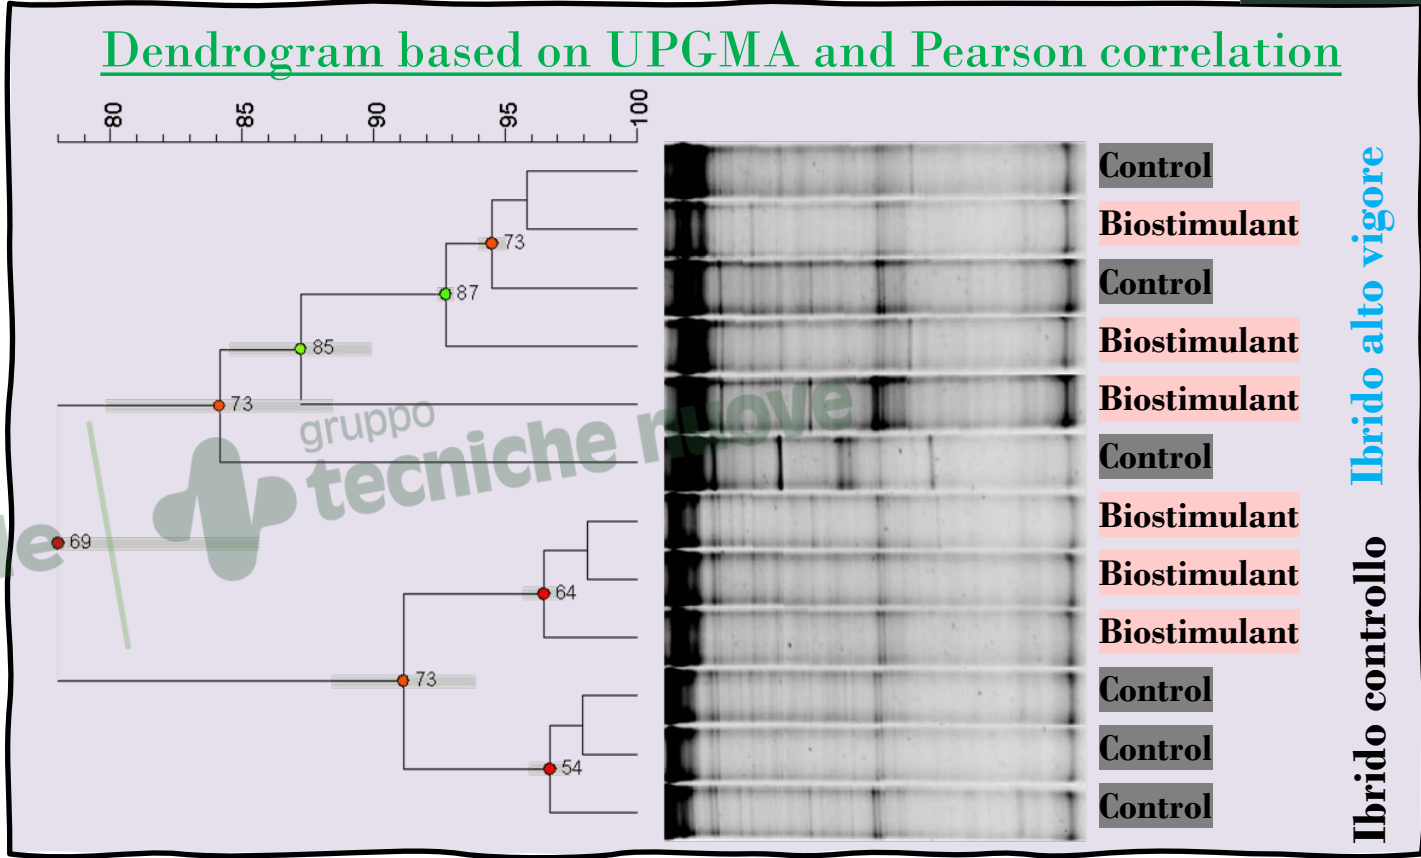 Dendrogram based on UPGMA and Pearson correlation
80
85
90
95
100
Control
Biostimulant
73
Control
87
Biostimulant
85
Biostimulant
73
gruppo
tecniche nuove
Control
Biostimulant
69
Biostimulant
64
Biostimulant
73
Control
Control
54
Control
Ibrido alto vigore
Ibrido controllo